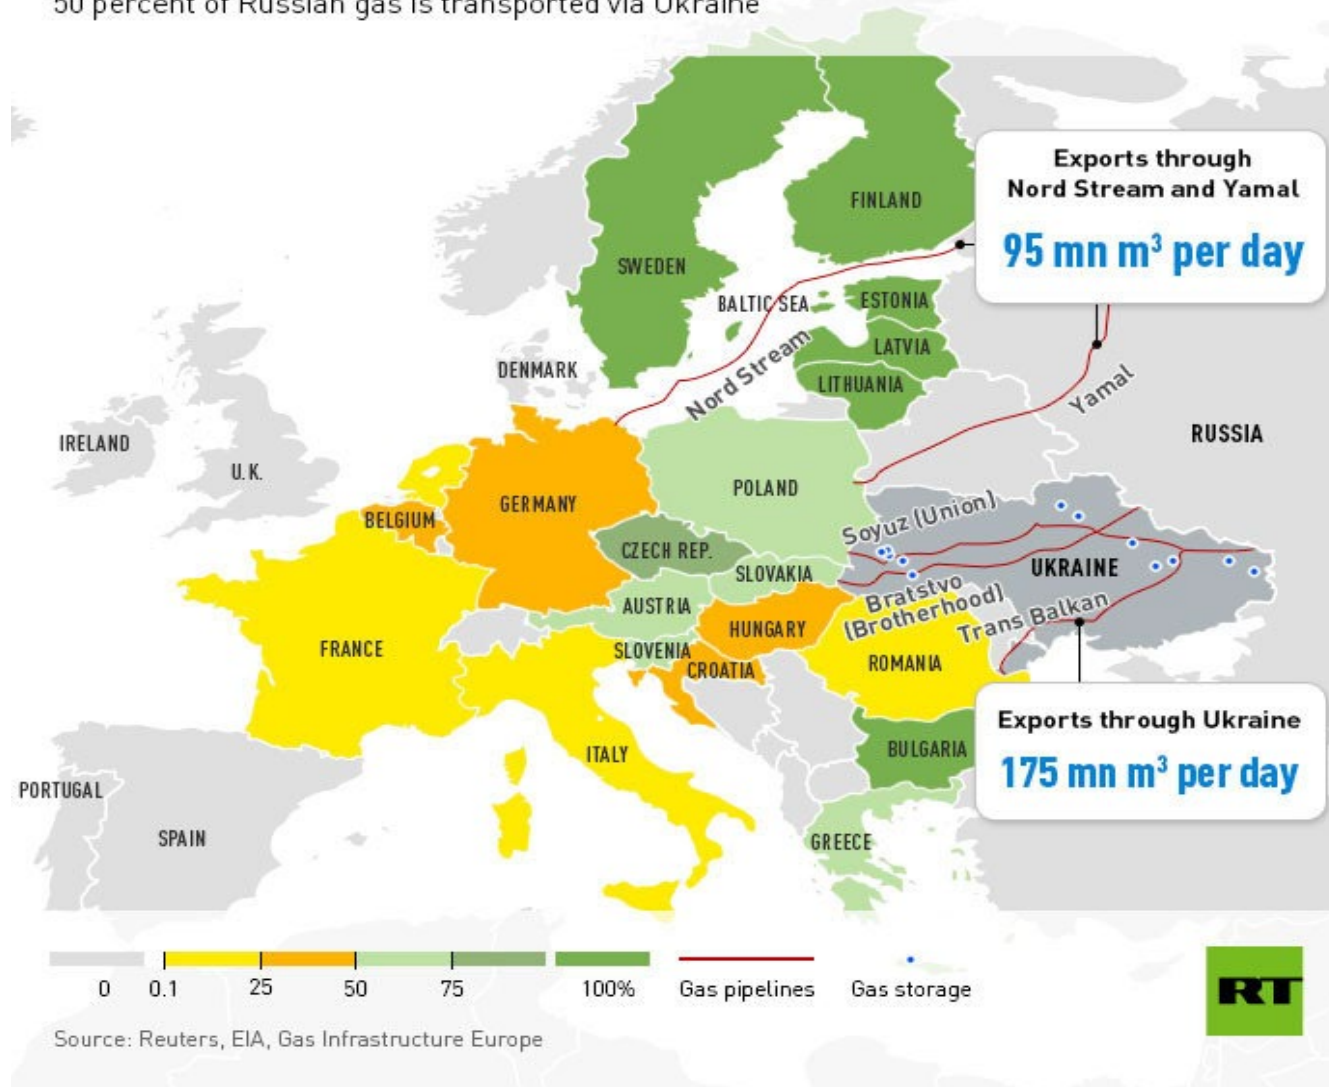 50 percent of Russian gas is transported via Ukraine
Exports through
Nord Stream and Yamal
95 mn m³ per day
FINLAND
SWEDEN
BALTIC SEA
ESTONIA
LATVIA
LITHUANIA
DENMARK
Nord Stream
Yamal
RUSSIA
IRELAND
U.K.
GERMANY
POLAND
BELGIUM
Soyuz (Union)
CZECH REP.
SLOVAKIA
UKRAINE
AUSTRIA
Bratstvo
(Brotherhood)
Trans Balkan
HUNGARY
FRANCE
SLOVENIA
CROATIA
ROMANIA
Exports through Ukraine
175 mn m³ per day
ITALY
BULGARIA
PORTUGAL
SPAIN
GREECE
0 0.1 25 50 75 100% Gas pipelines Gas storage
RT
Source: Reuters, EIA, Gas Infrastructure Europe